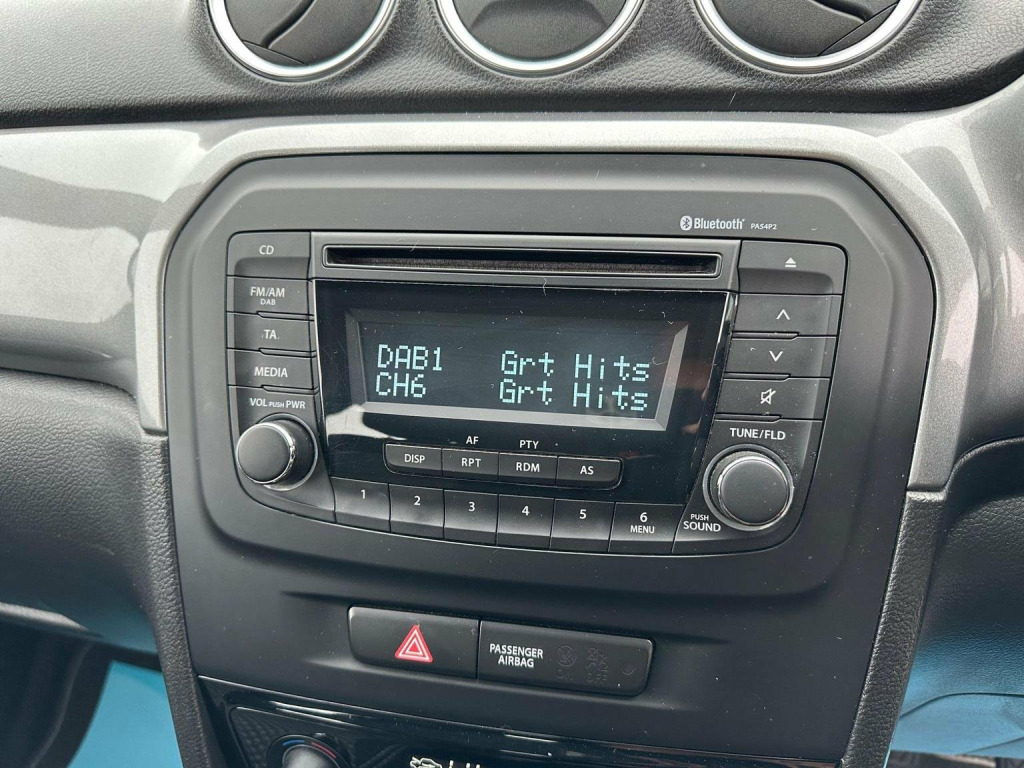 Bluetooth PA54P2
CD
FM/AM
DAB
TA
MEDIA
VOL PUSH PWR
DAB1 Grt Hits
CH6 Grt Hits
AF PTY
DISP RPT RDM AS
1 2 3 4 5 6
MENU
TUNE/FLD
PUSH
SOUND
PASSENGER
AIRBAG